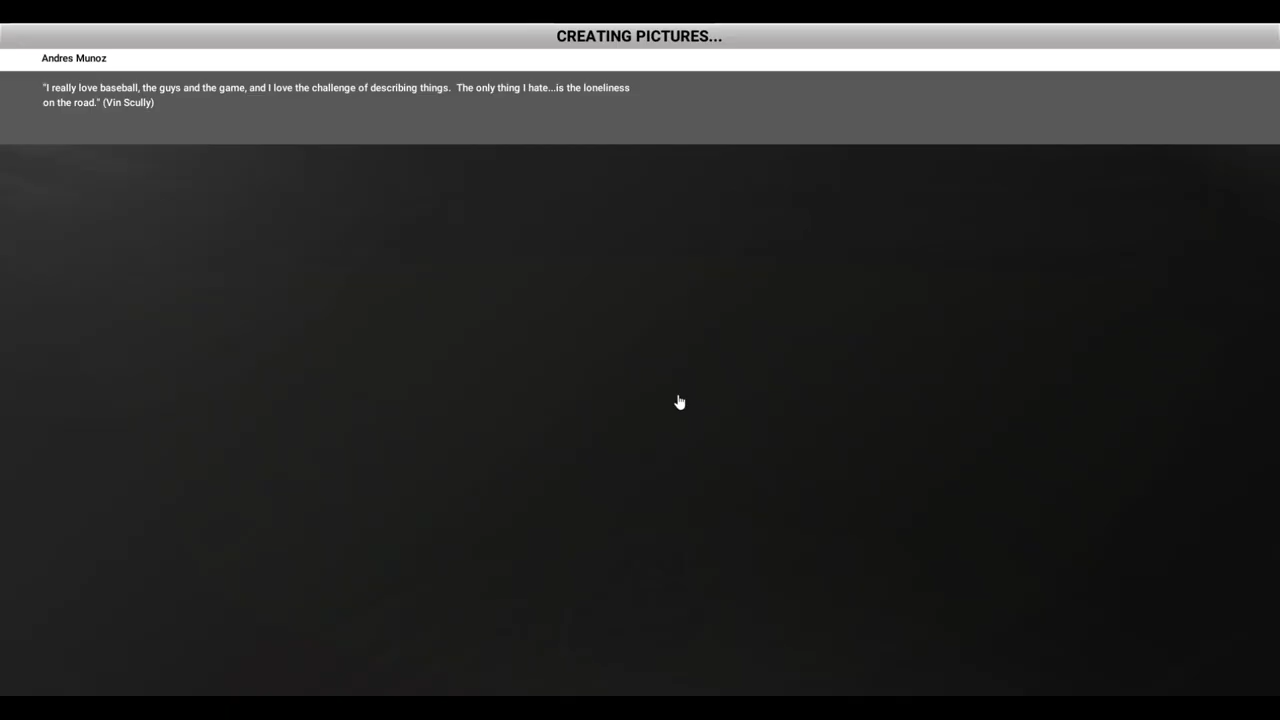 CREATING PICTURES...
Andres Munoz
"I really love baseball, the guys and the game, and I love the challenge of describing things.  The only thing I hate...is the loneliness
on the road." (Vin Scully)